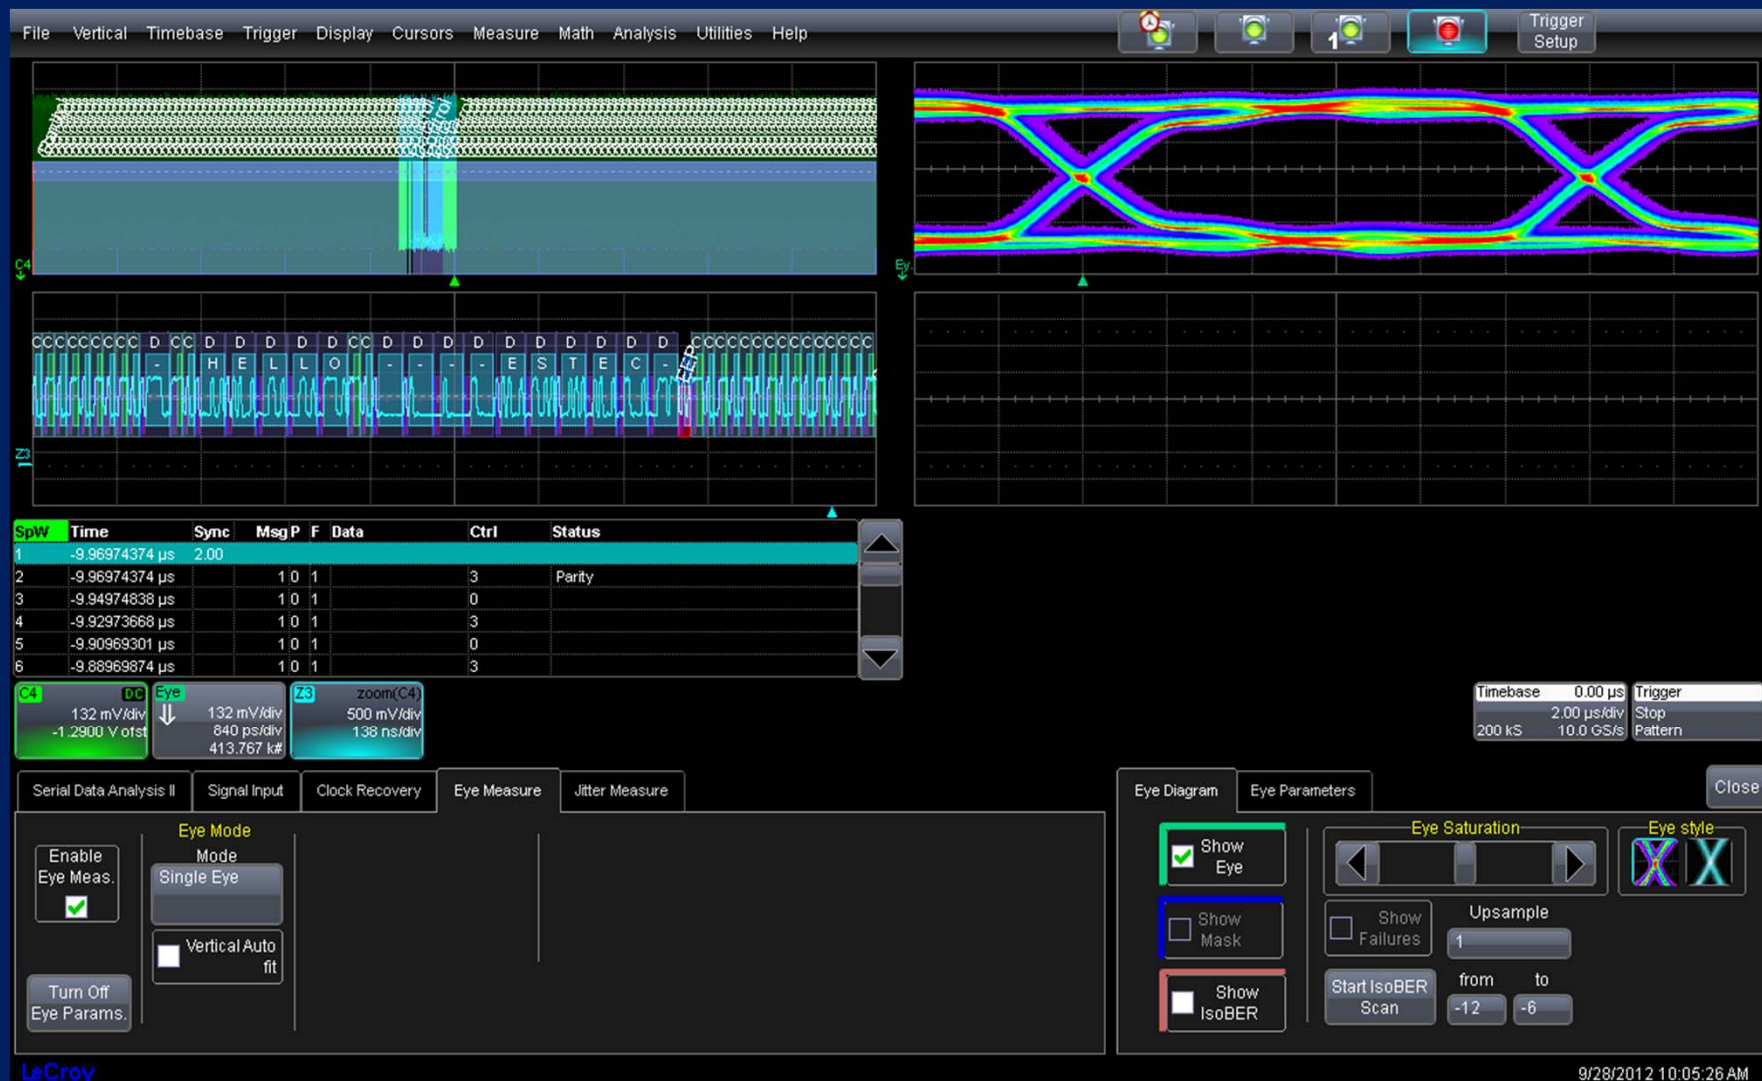 File Vertical Timebase Trigger Display Cursors Measure Math Analysis Utilities Help
1
Trigger
Setup
C4
Ey.
CCCCCCCCC D CC D D D D D CC D D D D D D D D D D CCCCCCCCCCCCCCC
- H E L L O - - - - E S T E C - EEP
Z3
SpW Time Sync Msg P F Data Ctrl Status
1 -9.96974374 µs 2.00
2 -9.96974374 µs 1 0 1 3 Parity
3 -9.94974838 µs 1 0 1 0
4 -9.92973668 µs 1 0 1 3
5 -9.90969301 µs 1 0 1 0
6 -9.88969874 µs 1 0 1 3
C4 DC
132 mV/div
-1.2900 V ofst
Eye
132 mV/div
840 ps/div
413.767 k#
Z3 zoom(C4)
500 mV/div
138 ns/div
Timebase 0.00 µs
2.00 µs/div
200 kS 10.0 GS/s
Trigger
Stop
Pattern
Serial Data Analysis II Signal Input Clock Recovery Eye Measure Jitter Measure
Enable
Eye Meas.
Turn Off
Eye Params.
Eye Mode
Mode
Single Eye
Vertical Auto
fit
Eye Diagram Eye Parameters
Close
Show
Eye
Show
Mask
Show
IsoBER
Eye Saturation
Eye style
Show
Failures
Upsample
1
Start IsoBER
Scan
from to
-12 -6
LeCroy
9/28/2012 10:05:26 AM